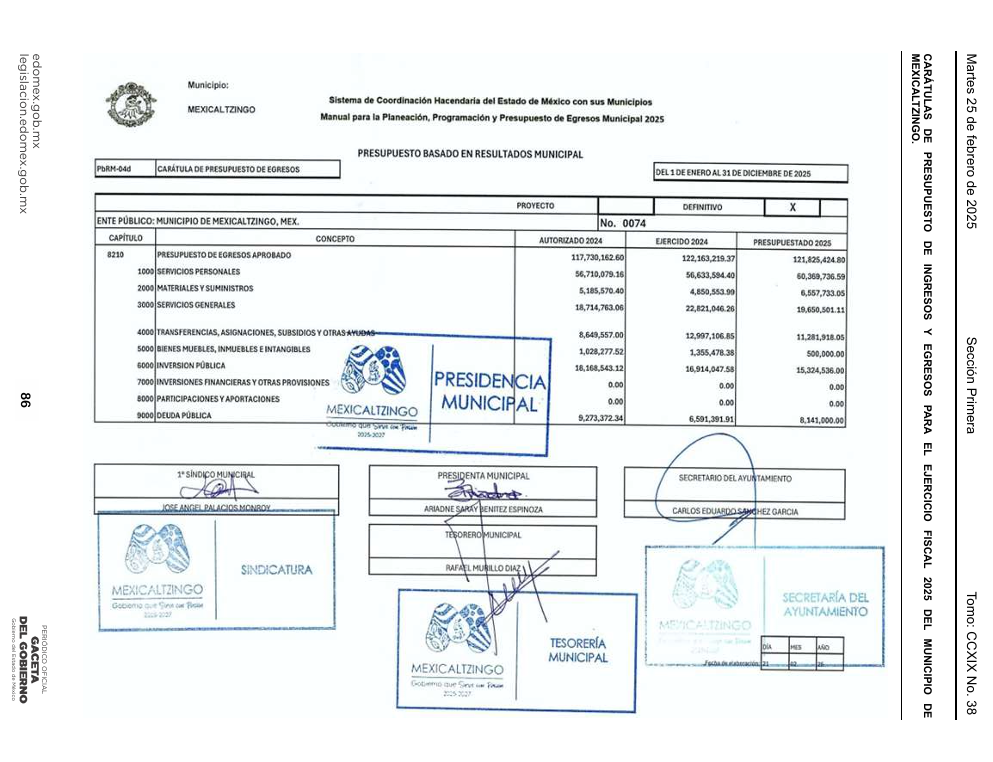 Martes 25 de febrero de 2025 Sección Primera Tomo: CCXIX No. 38
CARÁTULAS DE PRESUPUESTO DE INGRESOS Y EGRESOS PARA EL EJERCICIO FISCAL 2025 DEL MUNICIPIO DE
MEXICALTZINGO.
Municipio:
MEXICALTZINGO
Sistema de Coordinación Hacendaria del Estado de México con sus Municipios
Manual para la Planeación, Programación y Presupuesto de Egresos Municipal 2025
PRESUPUESTO BASADO EN RESULTADOS MUNICIPAL
PbRM-04d CARÁTULA DE PRESUPUESTO DE EGRESOS DEL 1 DE ENERO AL 31 DE DICIEMBRE DE 2025
PROYECTO DEFINITIVO X
ENTE PÚBLICO: MUNICIPIO DE MEXICALTZINGO, MEX. No. 0074
CAPÍTULO CONCEPTO AUTORIZADO 2024 EJERCIDO 2024 PRESUPUESTADO 2025
8210 PRESUPUESTO DE EGRESOS APROBADO 117,730,162.60 122,163,219.37 121,825,424.80
1000 SERVICIOS PERSONALES 56,710,079.16 56,633,594.40 60,369,736.59
2000 MATERIALES Y SUMINISTROS 5,185,570.40 4,850,553.99 6,557,733.05
3000 SERVICIOS GENERALES 18,714,763.06 22,821,046.26 19,650,501.11
4000 TRANSFERENCIAS, ASIGNACIONES, SUBSIDIOS Y OTRAS AYUDAS 8,649,557.00 12,997,106.85 11,281,918.05
5000 BIENES MUEBLES, INMUEBLES E INTANGIBLES 1,028,277.52 1,355,478.38 500,000.00
6000 INVERSION PÚBLICA 18,168,543.12 16,914,047.58 15,324,536.00
7000 INVERSIONES FINANCIERAS Y OTRAS PROVISIONES 0.00 0.00 0.00
8000 PARTICIPACIONES Y APORTACIONES 0.00 0.00 0.00
9000 DEUDA PÚBLICA 9,273,372.34 6,591,391.91 8,141,000.00
MEXICALTZINGO
Gobierno que Sirve con Pasión
2025-2027
PRESIDENCIA
MUNICIPAL
1º SÍNDICO MUNICIPAL
JOSE ANGEL PALACIOS MONROY
PRESIDENTA MUNICIPAL
ARIADNE SARAY BENITEZ ESPINOZA
SECRETARIO DEL AYUNTAMIENTO
CARLOS EDUARDO SANCHEZ GARCIA
TESORERO MUNICIPAL
RAFAEL MURILLO DIAZ
MEXICALTZINGO
Gobierno que Sirve con Pasión
2025-2027
SINDICATURA
MEXICALTZINGO
Gobierno que Sirve con Pasión
2025-2027
TESORERÍA
MUNICIPAL
MEXICALTZINGO
SECRETARÍA DEL
AYUNTAMIENTO
DÍA MES AÑO
Fecha de elaboración: 21 02
edomex.gob.mx
legislacion.edomex.gob.mx
86
PERIÓDICO OFICIAL
GACETA
DEL GOBIERNO
Gobierno del Estado de México